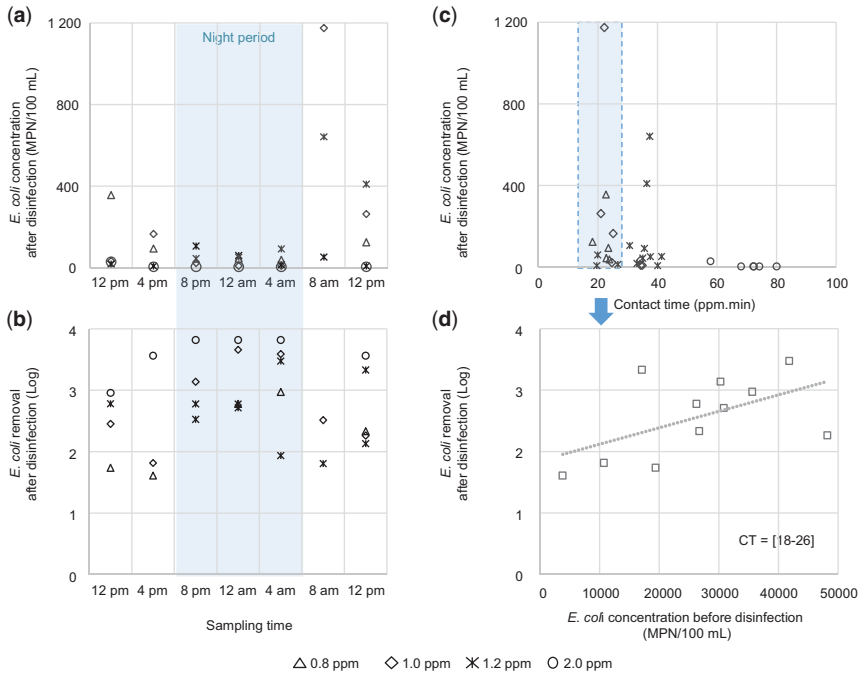 (a)
E. coli concentration
after disinfection (MPN/100 mL)
1 200
800
400
0
Night period
12 pm 4 pm 8 pm 12 am 4 am 8 am 12 pm
(b)
E. coli removal
after disinfection (Log)
4
3
2
1
0
12 pm 4 pm 8 pm 12 am 4 am 8 am 12 pm
Sampling time
(c)
E. coli concentration
after disinfection (MPN/100 mL)
1 200
800
400
0
0 20 40 60 80 100
Contact time (ppm.min)
(d)
E. coli removal
after disinfection (Log)
4
3
2
1
0
CT = [18-26]
0 10000 20000 30000 40000 50000
E. coli concentration before disinfection
(MPN/100 mL)
0.8 ppm 1.0 ppm 1.2 ppm 2.0 ppm